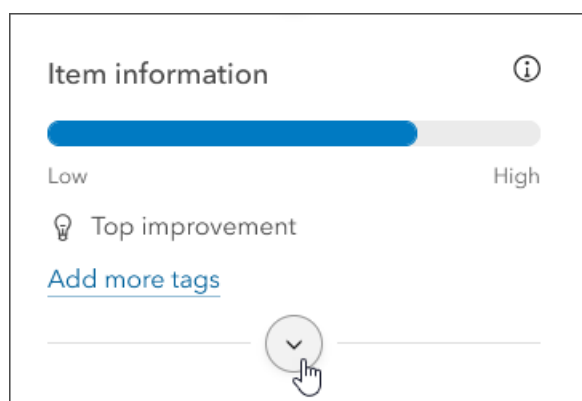 Item information
Low
High
Top improvement
Add more tags